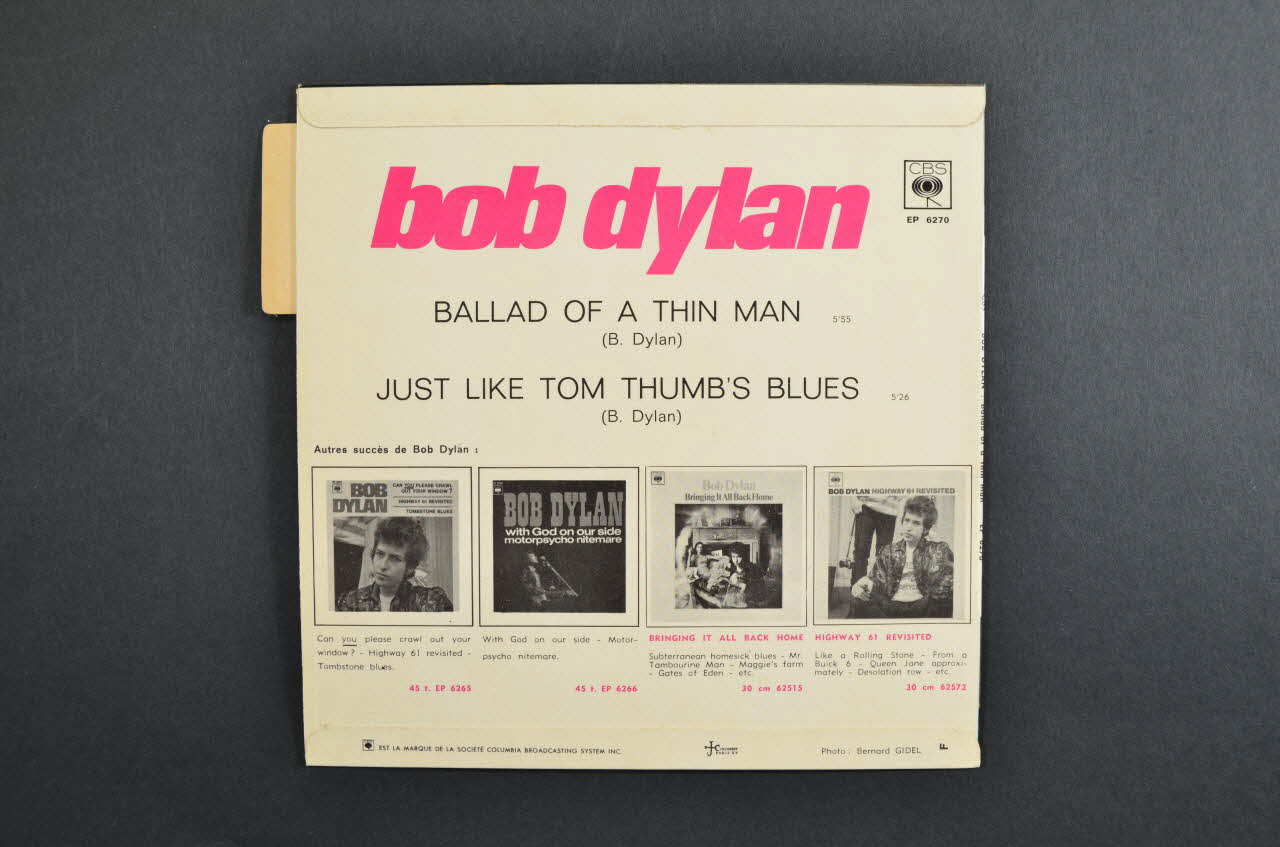 bob dylan
CBS
EP 6270
BALLAD OF A THIN MAN 5'55
(B. Dylan)
JUST LIKE TOM THUMB'S BLUES 5'26
(B. Dylan)
Autres succès de Bob Dylan :
BOB DYLAN
CAN YOU PLEASE CRAWL
OUT YOUR WINDOW ?
HIGHWAY 61 REVISITED
TOMBSTONE BLUES
BOB DYLAN
with God on our side
motorpsycho nitemare
Bob Dylan
Bringing It All Back Home
BOB DYLAN HIGHWAY 61 REVISITED
Can you please crawl out your
window ? - Highway 61 revisited -
Tombstone blues.
45 t. EP 6265
With God on our side - Motor-
psycho nitemare.
45 t. EP 6266
BRINGING IT ALL BACK HOME
Subterranean homesick blues - Mr.
Tambourine Man - Maggie's farm
- Gates of Eden - etc.
30 cm 62515
HIGHWAY 61 REVISITED
Like a Rolling Stone - From a
Buick 6 - Queen Jane approxi-
mately - Desolation row - etc.
30 cm 62572
EST LA MARQUE DE LA SOCIÉTÉ COLUMBIA BROADCASTING SYSTEM INC.
Photo : Bernard GIDEL
F